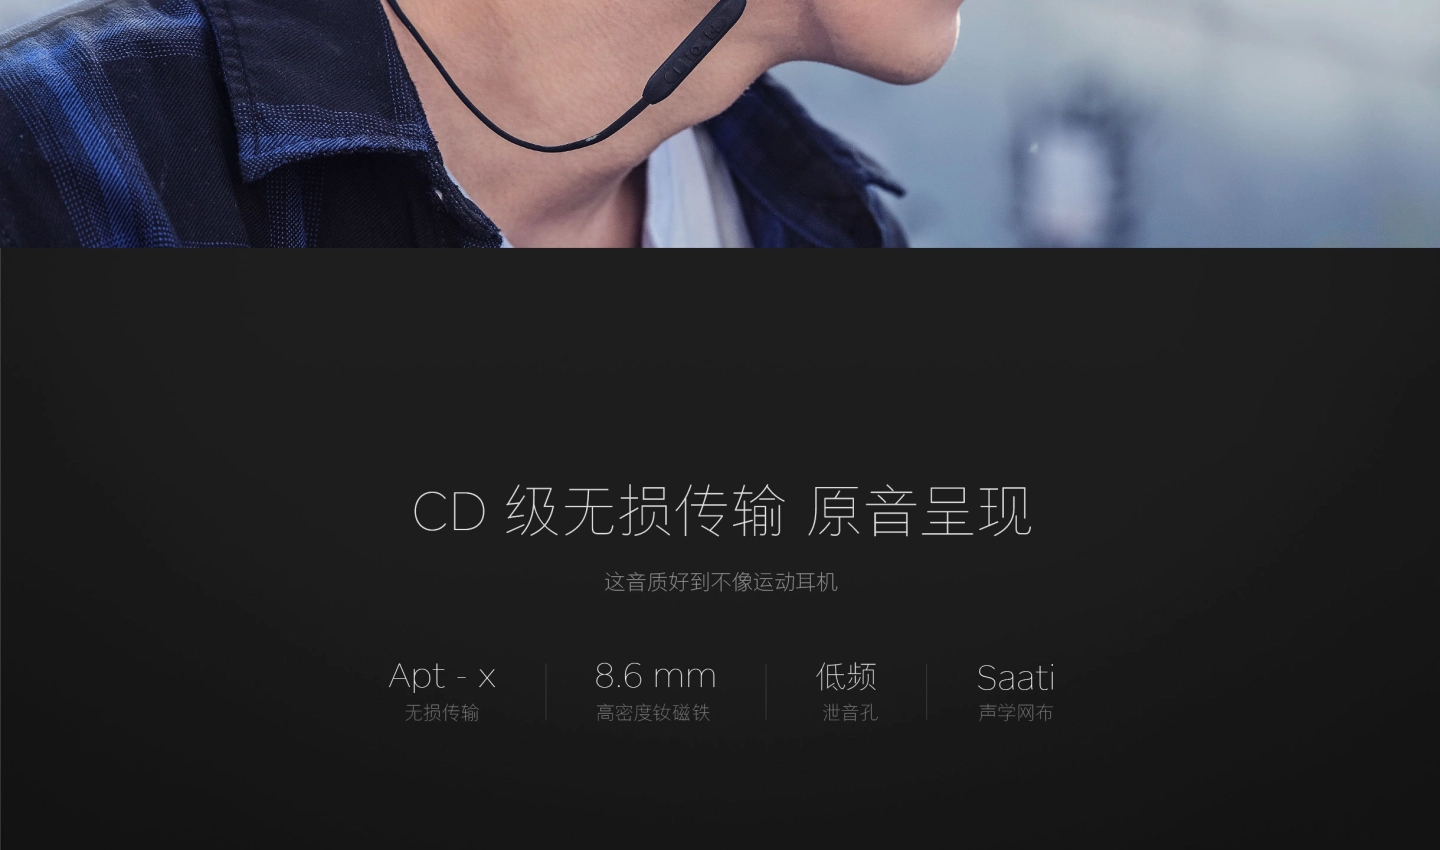 CD 级无损传输 原音呈现
这音质好到不像运动耳机
Apt - x
无损传输
8.6 mm
高密度钕磁铁
低频
泄音孔
Saati
声学网布